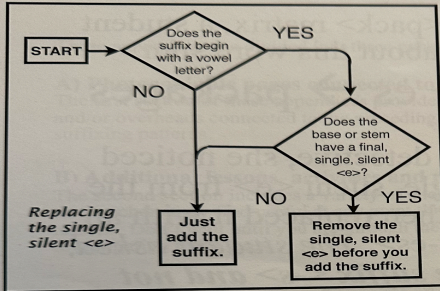 START
Does the
suffix begin
with a vowel
letter?
YES
NO
Does the
base or stem
have a final,
single, silent
<e>?
NO
YES
Replacing
the single,
silent <e>
Just
add the
suffix.
Remove the
single, silent
<e> before you
add the suffix.